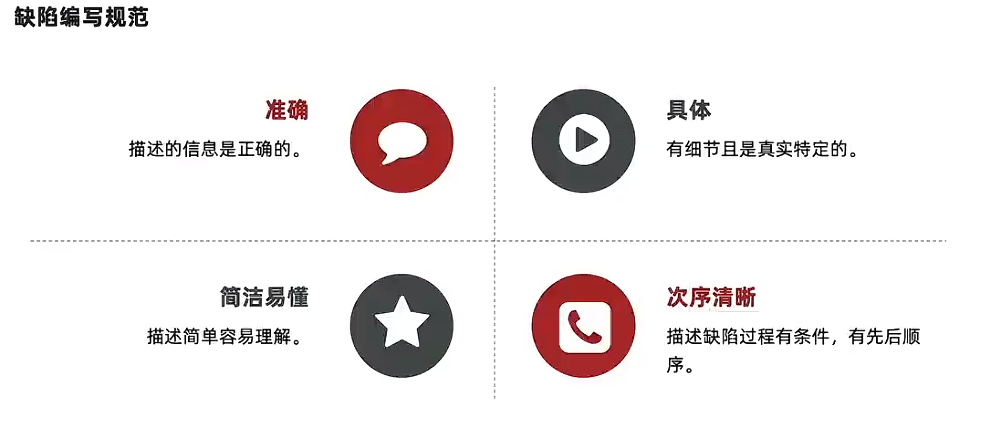 缺陷编写规范
准确
描述的信息是正确的。
具体
有细节且是真实特定的。
简洁易懂
描述简单容易理解。
次序清晰
描述缺陷过程有条件，有先后顺
序。